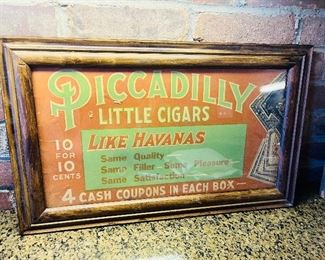 PICCADILLY
LITTLE CIGARS
10
FOR
10
CENTS
LIKE HAVANAS
Same Quality
Same Filler Same Pleasure
Same Satisfaction
4 CASH COUPONS IN EACH BOX